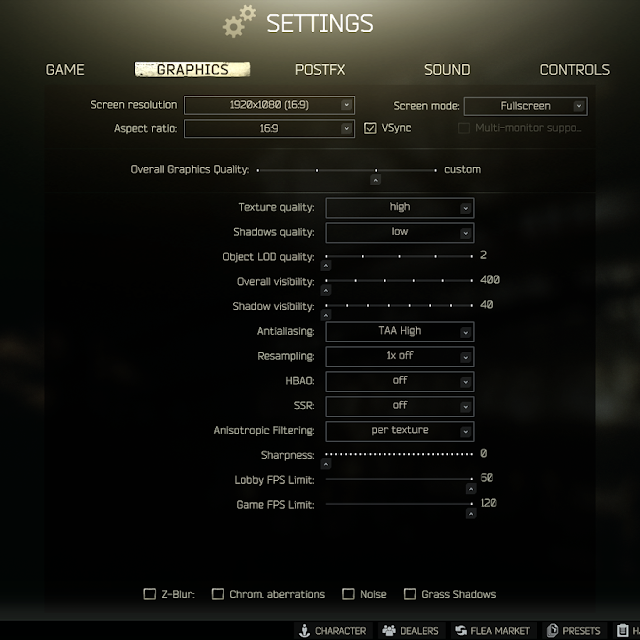 SETTINGS
GAME GRAPHICS POSTFX SOUND CONTROLS
Screen resolution 1920x1080 (16:9) Screen mode: Fullscreen
Aspect ratio: 16:9 VSync Multi-monitor suppo...
Overall Graphics Quality: custom
Texture quality: high
Shadows quality: low
Object LOD quality: 2
Overall visibility: 400
Shadow visibility: 40
Antialiasing: TAA High
Resampling: 1x off
HBAO: off
SSR: off
Anisotropic Filtering: per texture
Sharpness: 0
Lobby FPS Limit: 60
Game FPS Limit: 120
Z-Blur: Chrom. aberrations Noise Grass Shadows
CHARACTER DEALERS FLEA MARKET PRESETS H